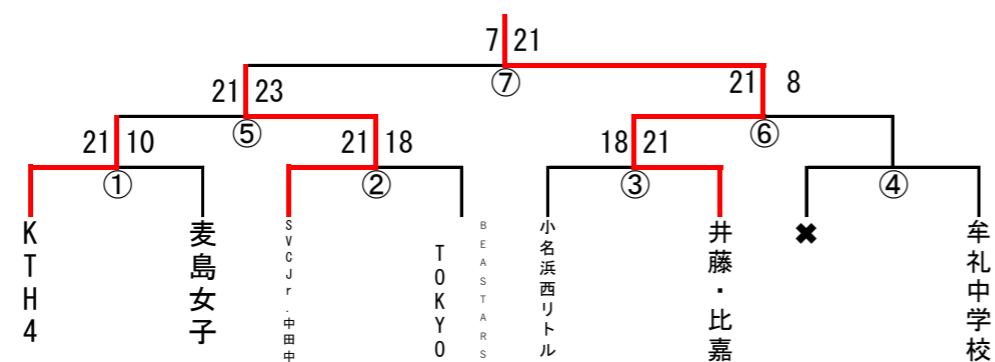 7 21
⑦
21 23
21 8
⑤
⑥
21 10
21 18
18 21
①
②
③
④
KTH4
麦島女子
SVCJr.中田中
TOKYO
BEASTARS
小名浜西リトル
井藤・比嘉
✖
牟礼中学校